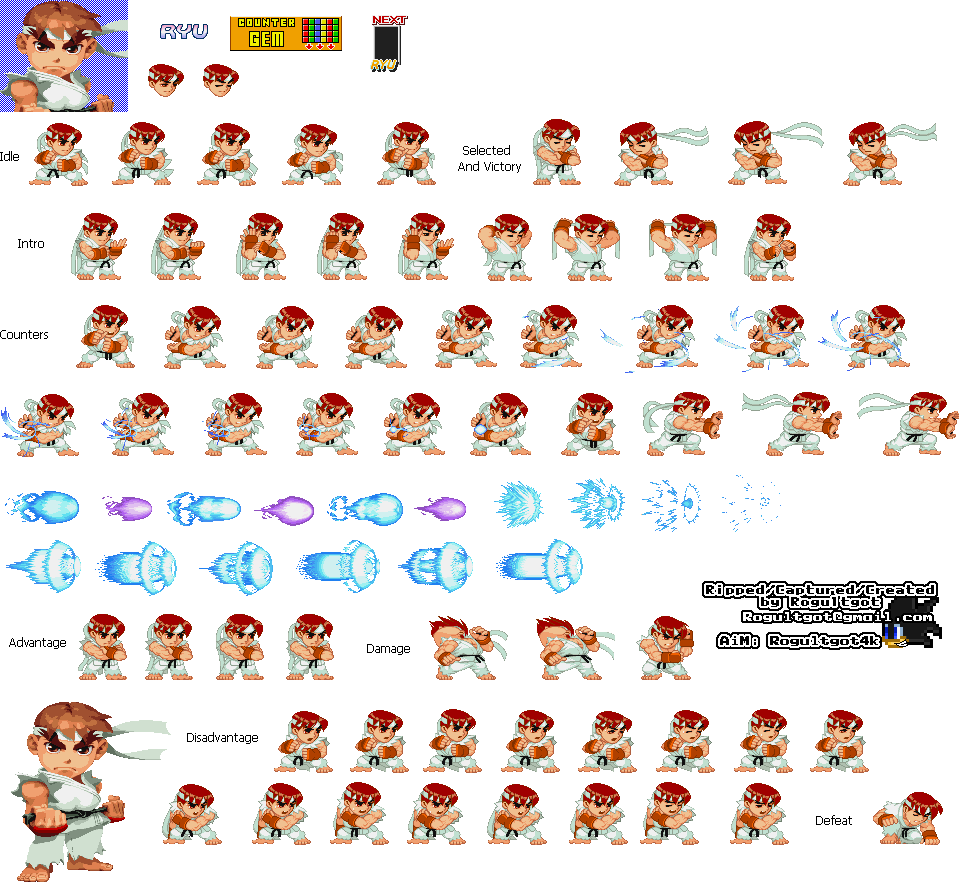 RYU
COUNTER
GEM
NEXT
RYU
Idle
Selected
And Victory
Intro
Counters
Ripped/Captured/Created
by Rogultgot
Rogultgot@gmail.com
AiM: Rogultgot4k
Advantage
Damage
Disadvantage
Defeat